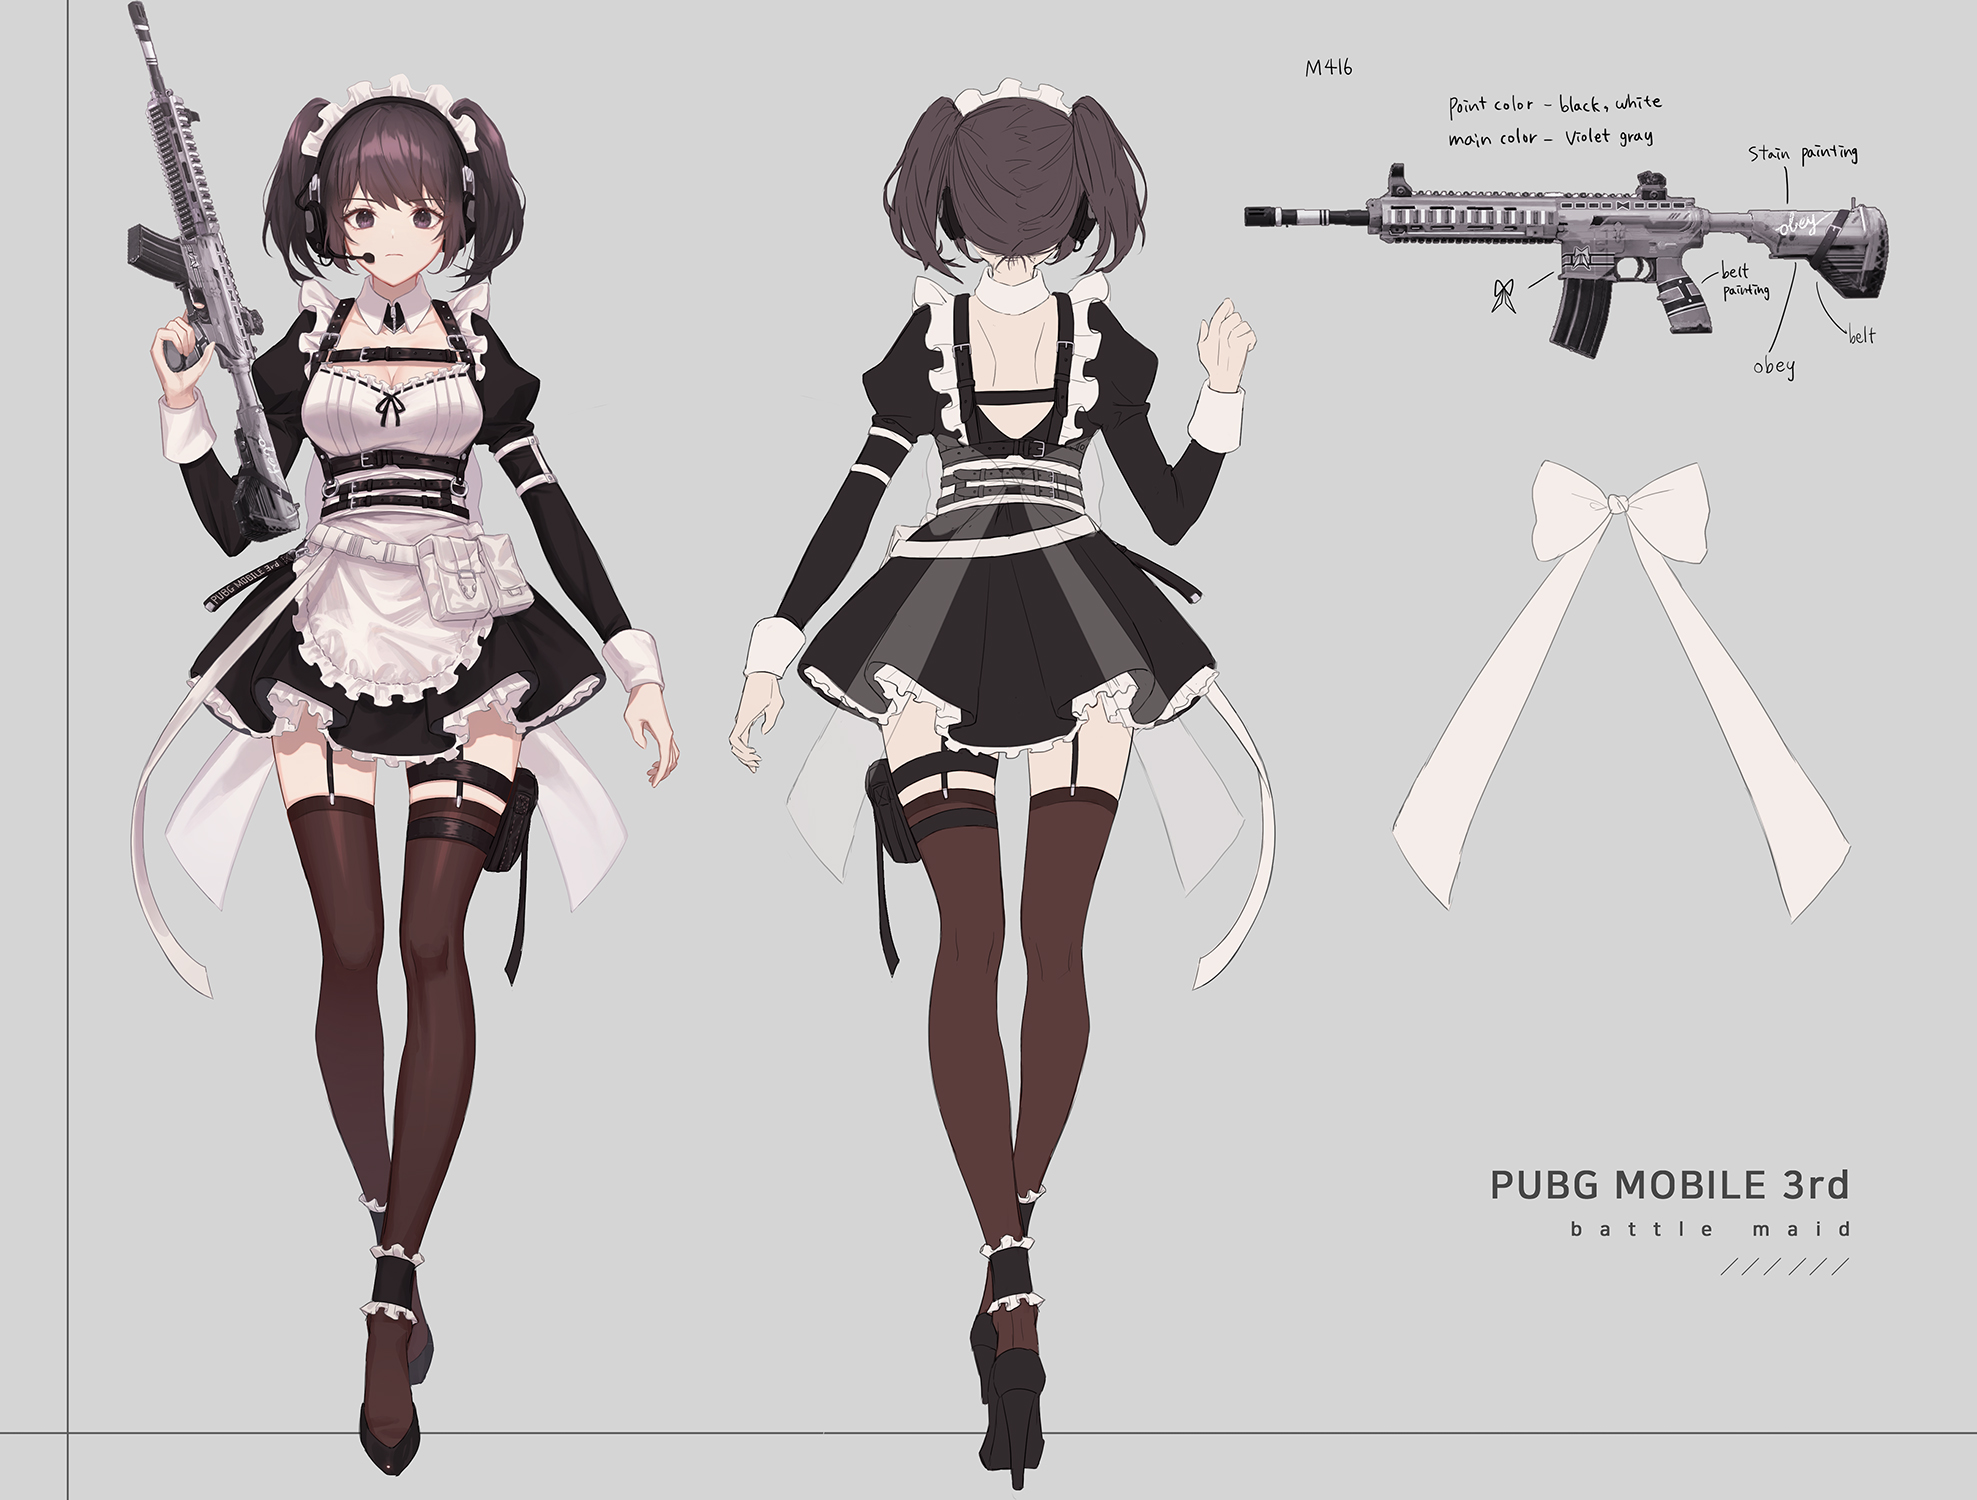 M416
point color - black, white
main color - Violet gray
Stain painting
obey
belt
painting
belt
obey
obey
PUBG MOBILE 3rd
PUBG MOBILE 3rd
battle maid